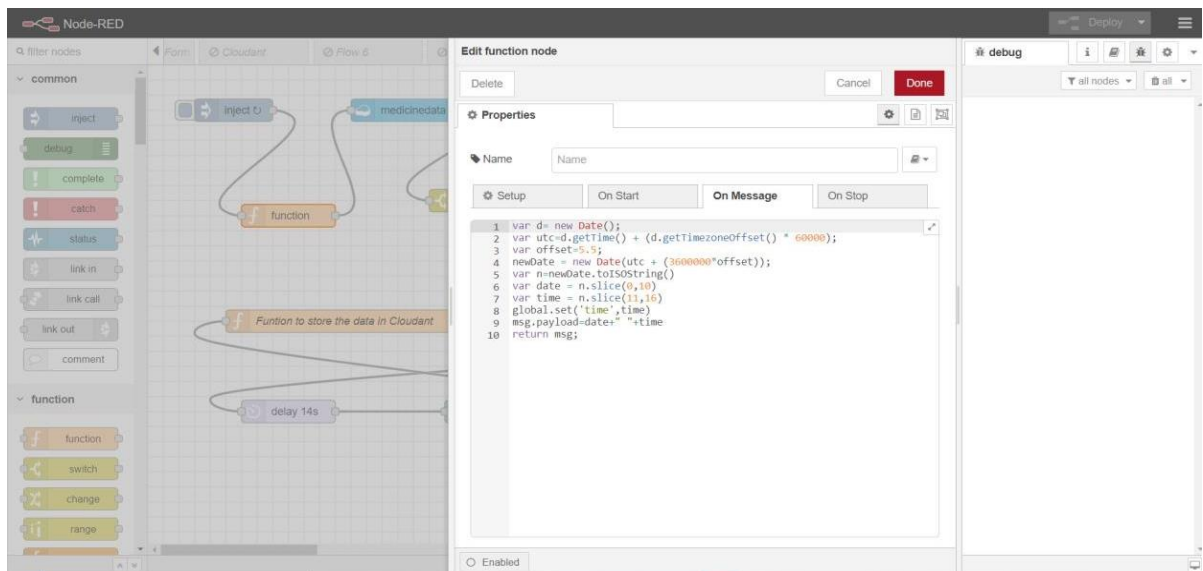 Node-RED
Deploy
filter nodes
common
inject
debug
complete
catch
status
link in
link call
link out
comment
function
function
switch
change
range
Form
Cloudant
Flow 6
inject ↻
medicinedata
function
Funtion to store the data in Cloudant
delay 14s
Edit function node
Delete
Cancel
Done
Properties
Name
Name
Setup
On Start
On Message
On Stop
1 var d= new Date();
2 var utc=d.getTime() + (d.getTimezoneOffset() * 60000);
3 var offset=5.5;
4 newDate = new Date(utc + (3600000*offset));
5 var n=newDate.toISOString()
6 var date = n.slice(0,10)
7 var time = n.slice(11,16)
8 global.set('time',time)
9 msg.payload=date+" "+time
10 return msg;
Enabled
debug
i
all nodes
all